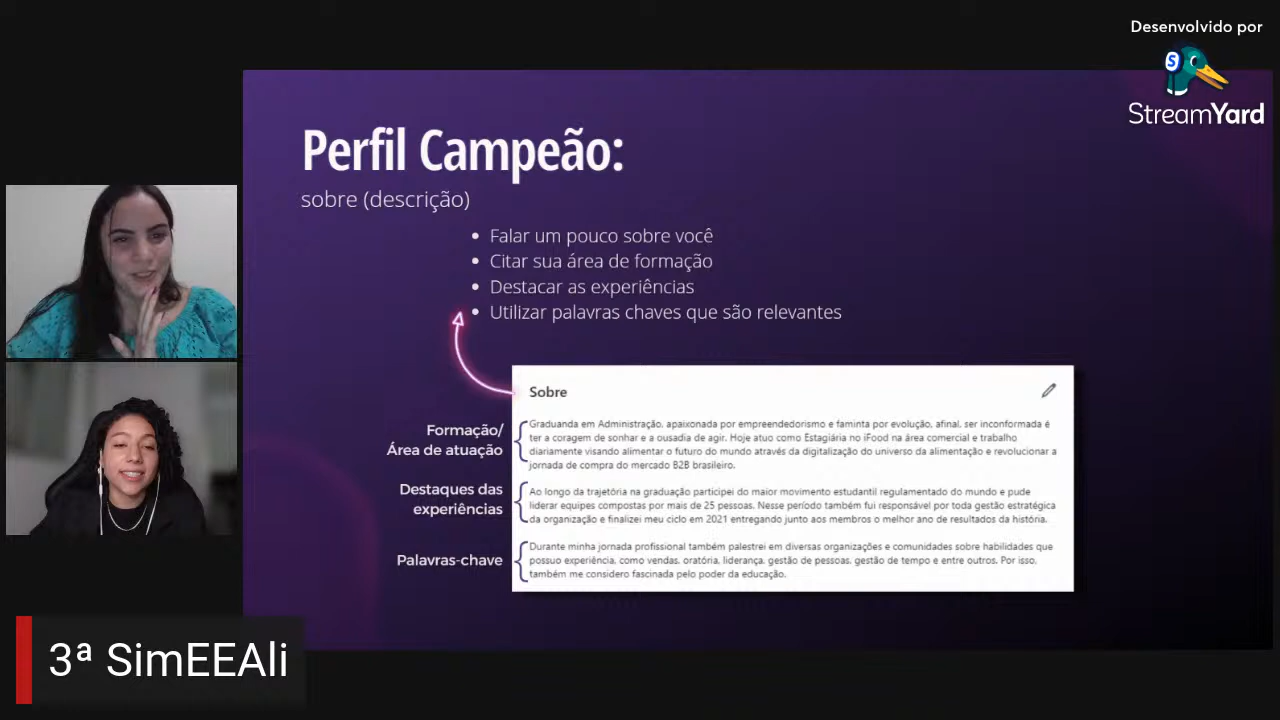 Desenvolvido por
StreamYard
Perfil Campeão:
sobre (descrição)
• Falar um pouco sobre você
• Citar sua área de formação
• Destacar as experiências
• Utilizar palavras chaves que são relevantes
Sobre
Formação/
Área de atuação
Graduanda em Administração, apaixonada por empreendedorismo e faminta por evolução, afinal, ser inconformada é
ter a coragem de sonhar e a ousadia de agir. Hoje atuo como Estagiária no iFood na área comercial e trabalho
diariamente visando alimentar o futuro do mundo através da digitalização do universo da alimentação e revolucionar a
jornada de compra do mercado B2B brasileiro.
Destaques das
experiências
Ao longo da trajetória na graduação participei do maior movimento estudantil regulamentado do mundo e pude
liderar equipes compostas por mais de 25 pessoas. Nesse período também fui responsável por toda gestão estratégica
da organização e finalizei meu ciclo em 2021 entregando junto aos membros o melhor ano de resultados da história.
Palavras-chave
Durante minha jornada profissional também palestrei em diversas organizações e comunidades sobre habilidades que
possuo experiência, como vendas, oratória, liderança, gestão de pessoas, gestão de tempo e entre outros. Por isso,
também me considero fascinada pelo poder da educação.
3ª SimEEAli